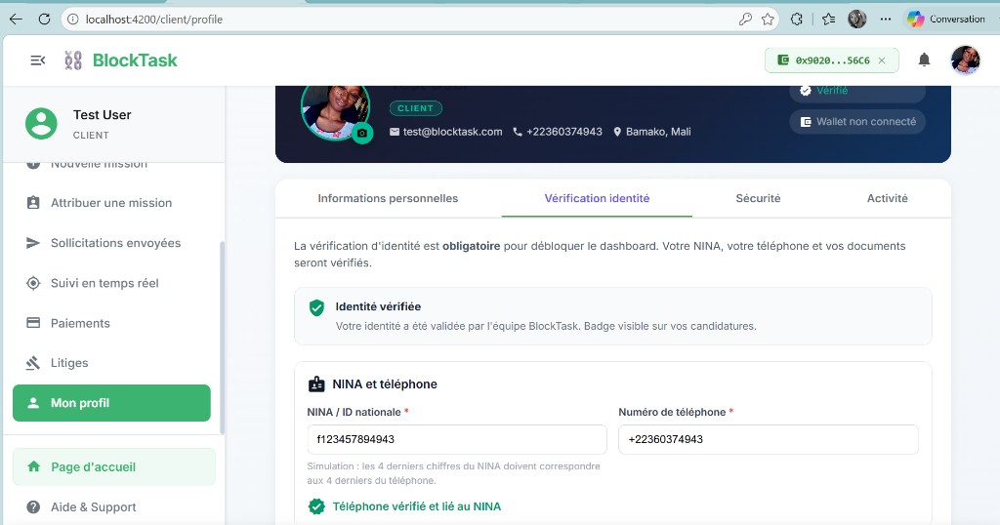 localhost:4200/client/profile
Conversation
BlockTask
0x9020...56C6 ×
Test User
CLIENT
Nouvelle mission
Attribuer une mission
Sollicitations envoyées
Suivi en temps réel
Paiements
Litiges
Mon profil
Page d'accueil
Aide & Support
CLIENT
test@blocktask.com +22360374943 Bamako, Mali
Vérifié
Wallet non connecté
Informations personnelles Vérification identité Sécurité Activité
La vérification d'identité est obligatoire pour débloquer le dashboard. Votre NINA, votre téléphone et vos documents
seront vérifiés.
Identité vérifiée
Votre identité a été validée par l'équipe BlockTask. Badge visible sur vos candidatures.
NINA et téléphone
NINA / ID nationale * Numéro de téléphone *
f123457894943 +22360374943
Simulation : les 4 derniers chiffres du NINA doivent correspondre
aux 4 derniers du téléphone.
Téléphone vérifié et lié au NINA